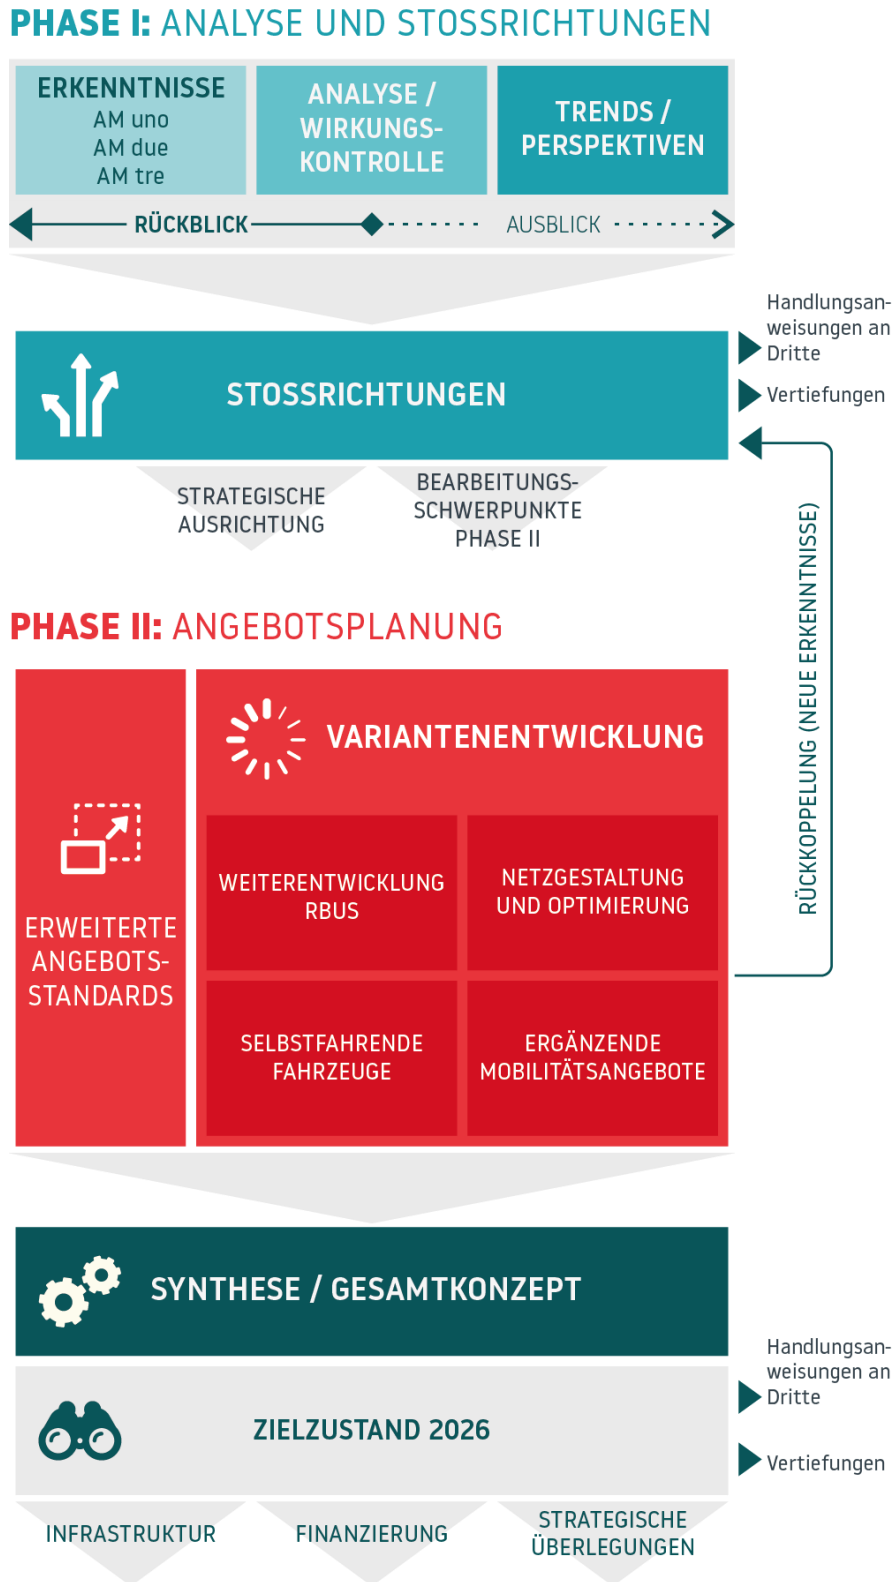 PHASE I: ANALYSE UND STOSSRICHTUNGEN
ERKENNTNISSE
AM uno
AM due
AM tre
ANALYSE /
WIRKUNGS-
KONTROLLE
TRENDS /
PERSPEKTIVEN
RÜCKBLICK
AUSBLICK
Handlungsan-
weisungen an
Dritte
Vertiefungen
STOSSRICHTUNGEN
STRATEGISCHE
AUSRICHTUNG
BEARBEITUNGS-
SCHWERPUNKTE
PHASE II
RÜCKKOPPELUNG (NEUE ERKENNTNISSE)
PHASE II: ANGEBOTSPLANUNG
ERWEITERTE
ANGEBOTS-
STANDARDS
VARIANTENENTWICKLUNG
WEITERENTWICKLUNG
RBUS
NETZGESTALTUNG
UND OPTIMIERUNG
SELBSTFAHRENDE
FAHRZEUGE
ERGÄNZENDE
MOBILITÄTSANGEBOTE
SYNTHESE / GESAMTKONZEPT
ZIELZUSTAND 2026
Handlungsan-
weisungen an
Dritte
Vertiefungen
INFRASTRUKTUR
FINANZIERUNG
STRATEGISCHE
ÜBERLEGUNGEN